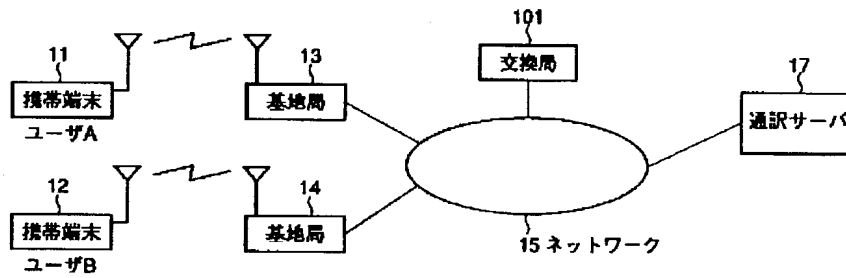 101
交換局
11
携帯端末
ユーザA
13
基地局
17
通訳サーバ
12
携帯端末
ユーザB
14
基地局
15 ネットワーク